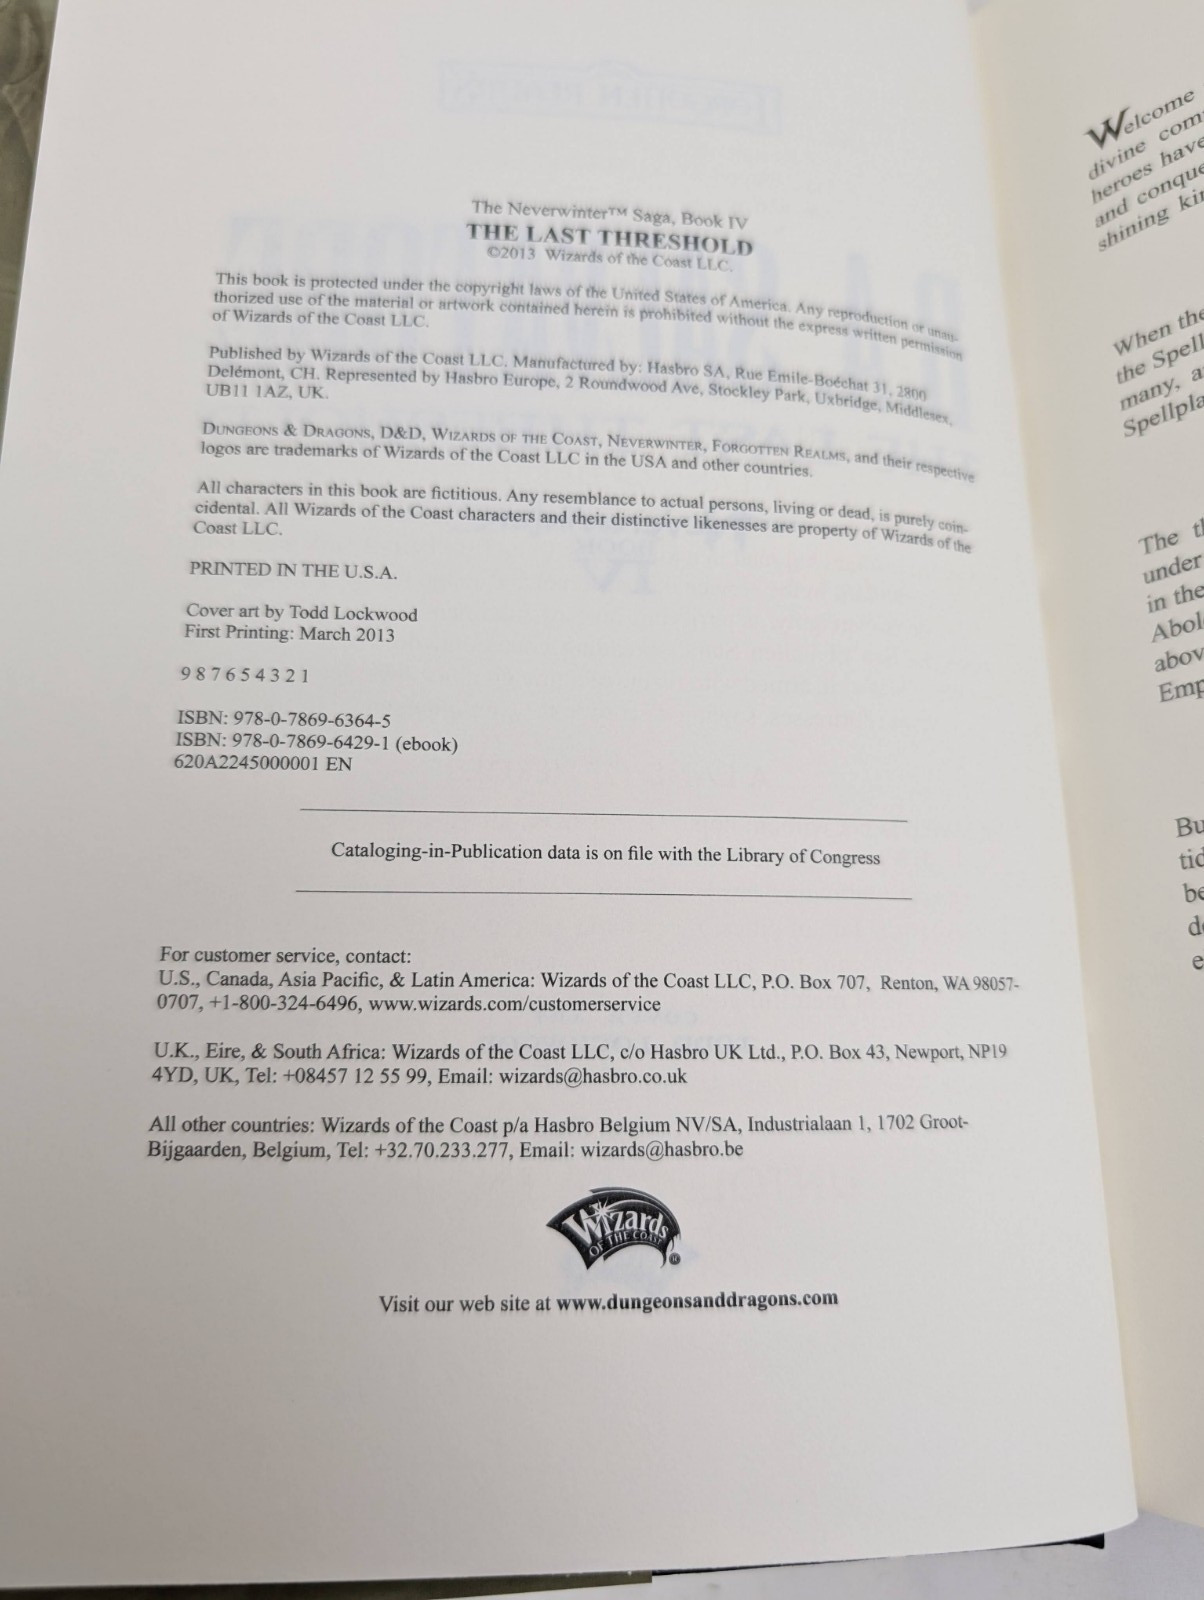 The Neverwinter™ Saga, Book IV
THE LAST THRESHOLD
©2013 Wizards of the Coast LLC.
This book is protected under the copyright laws of the United States of America. Any reproduction or unau-
thorized use of the material or artwork contained herein is prohibited without the express written permission
of Wizards of the Coast LLC.
Published by Wizards of the Coast LLC. Manufactured by: Hasbro SA, Rue Emile-Boéchat 31, 2800
Delémont, CH. Represented by Hasbro Europe, 2 Roundwood Ave, Stockley Park, Uxbridge, Middlesex,
UB11 1AZ, UK.
DUNGEONS & DRAGONS, D&D, WIZARDS OF THE COAST, NEVERWINTER, FORGOTTEN REALMS, and their respective
logos are trademarks of Wizards of the Coast LLC in the USA and other countries.
All characters in this book are fictitious. Any resemblance to actual persons, living or dead, is purely coin-
cidental. All Wizards of the Coast characters and their distinctive likenesses are property of Wizards of the
Coast LLC.
PRINTED IN THE U.S.A.
Cover art by Todd Lockwood
First Printing: March 2013
9 8 7 6 5 4 3 2 1
ISBN: 978-0-7869-6364-5
ISBN: 978-0-7869-6429-1 (ebook)
620A2245000001 EN
Cataloging-in-Publication data is on file with the Library of Congress
For customer service, contact:
U.S., Canada, Asia Pacific, & Latin America: Wizards of the Coast LLC, P.O. Box 707, Renton, WA 98057-
0707, +1-800-324-6496, www.wizards.com/customerservice
U.K., Eire, & South Africa: Wizards of the Coast LLC, c/o Hasbro UK Ltd., P.O. Box 43, Newport, NP19
4YD, UK, Tel: +08457 12 55 99, Email: wizards@hasbro.co.uk
All other countries: Wizards of the Coast p/a Hasbro Belgium NV/SA, Industrialaan 1, 1702 Groot-
Bijgaarden, Belgium, Tel: +32.70.233.277, Email: wizards@hasbro.be
Wizards
OF THE COAST
®
Visit our web site at www.dungeonsanddragons.com
Welcome
divine com
heroes have
and conque
shining kin
When the
the Spell
many, a
Spellpla
The t
under
in the
Abol
abov
Emp
Bu
tid
be
d
e